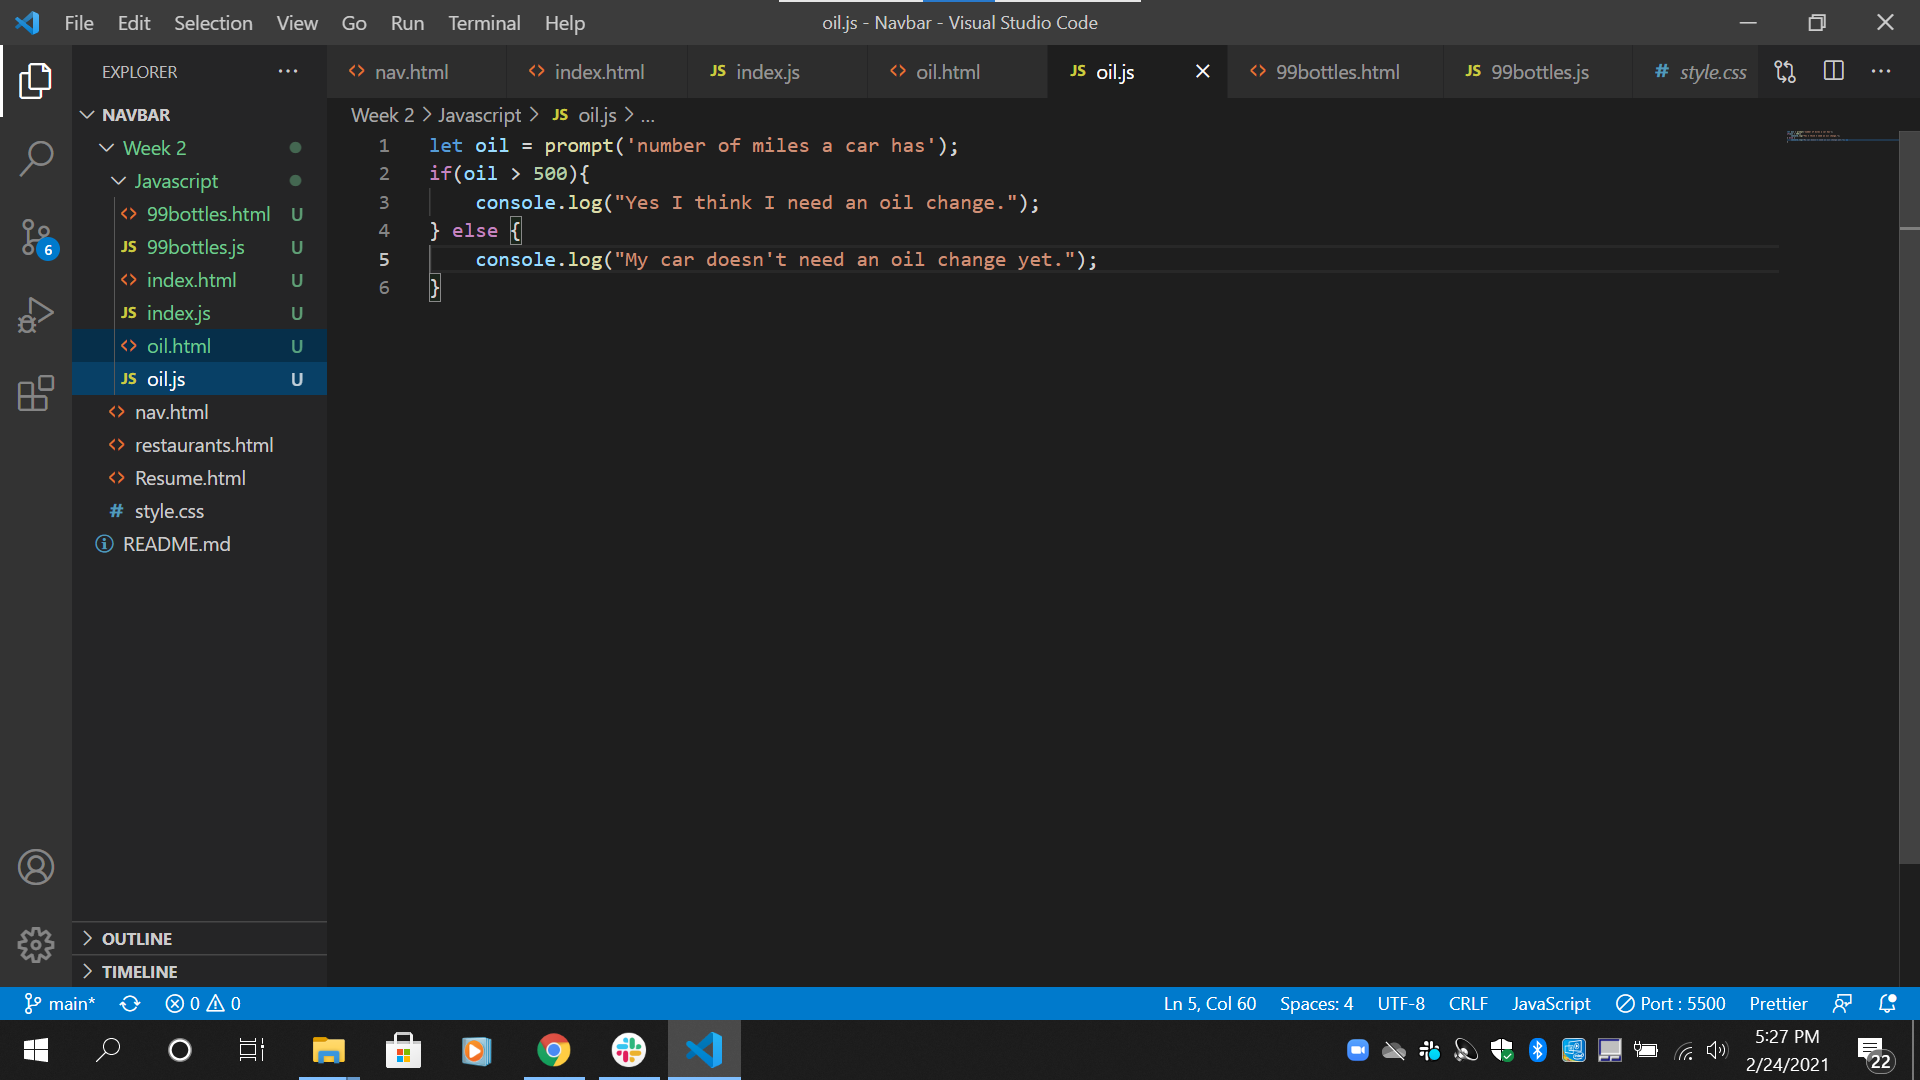 File Edit Selection View Go Run Terminal Help oil.js - Navbar - Visual Studio Code
EXPLORER
nav.html index.html JS index.js oil.html JS oil.js 99bottles.html JS 99bottles.js # style.css
Week 2 > Javascript > JS oil.js > ...
NAVBAR
Week 2
Javascript
99bottles.html U
JS 99bottles.js U
index.html U
JS index.js U
oil.html U
JS oil.js U
nav.html
restaurants.html
Resume.html
# style.css
README.md
6
1 let oil = prompt('number of miles a car has');
2 if(oil > 500){
3 console.log("Yes I think I need an oil change.");
4 } else {
5 console.log("My car doesn't need an oil change yet.");
6 }
OUTLINE
TIMELINE
main* 0 0 Ln 5, Col 60 Spaces: 4 UTF-8 CRLF JavaScript Port : 5500 Prettier
5:27 PM
2/24/2021
22